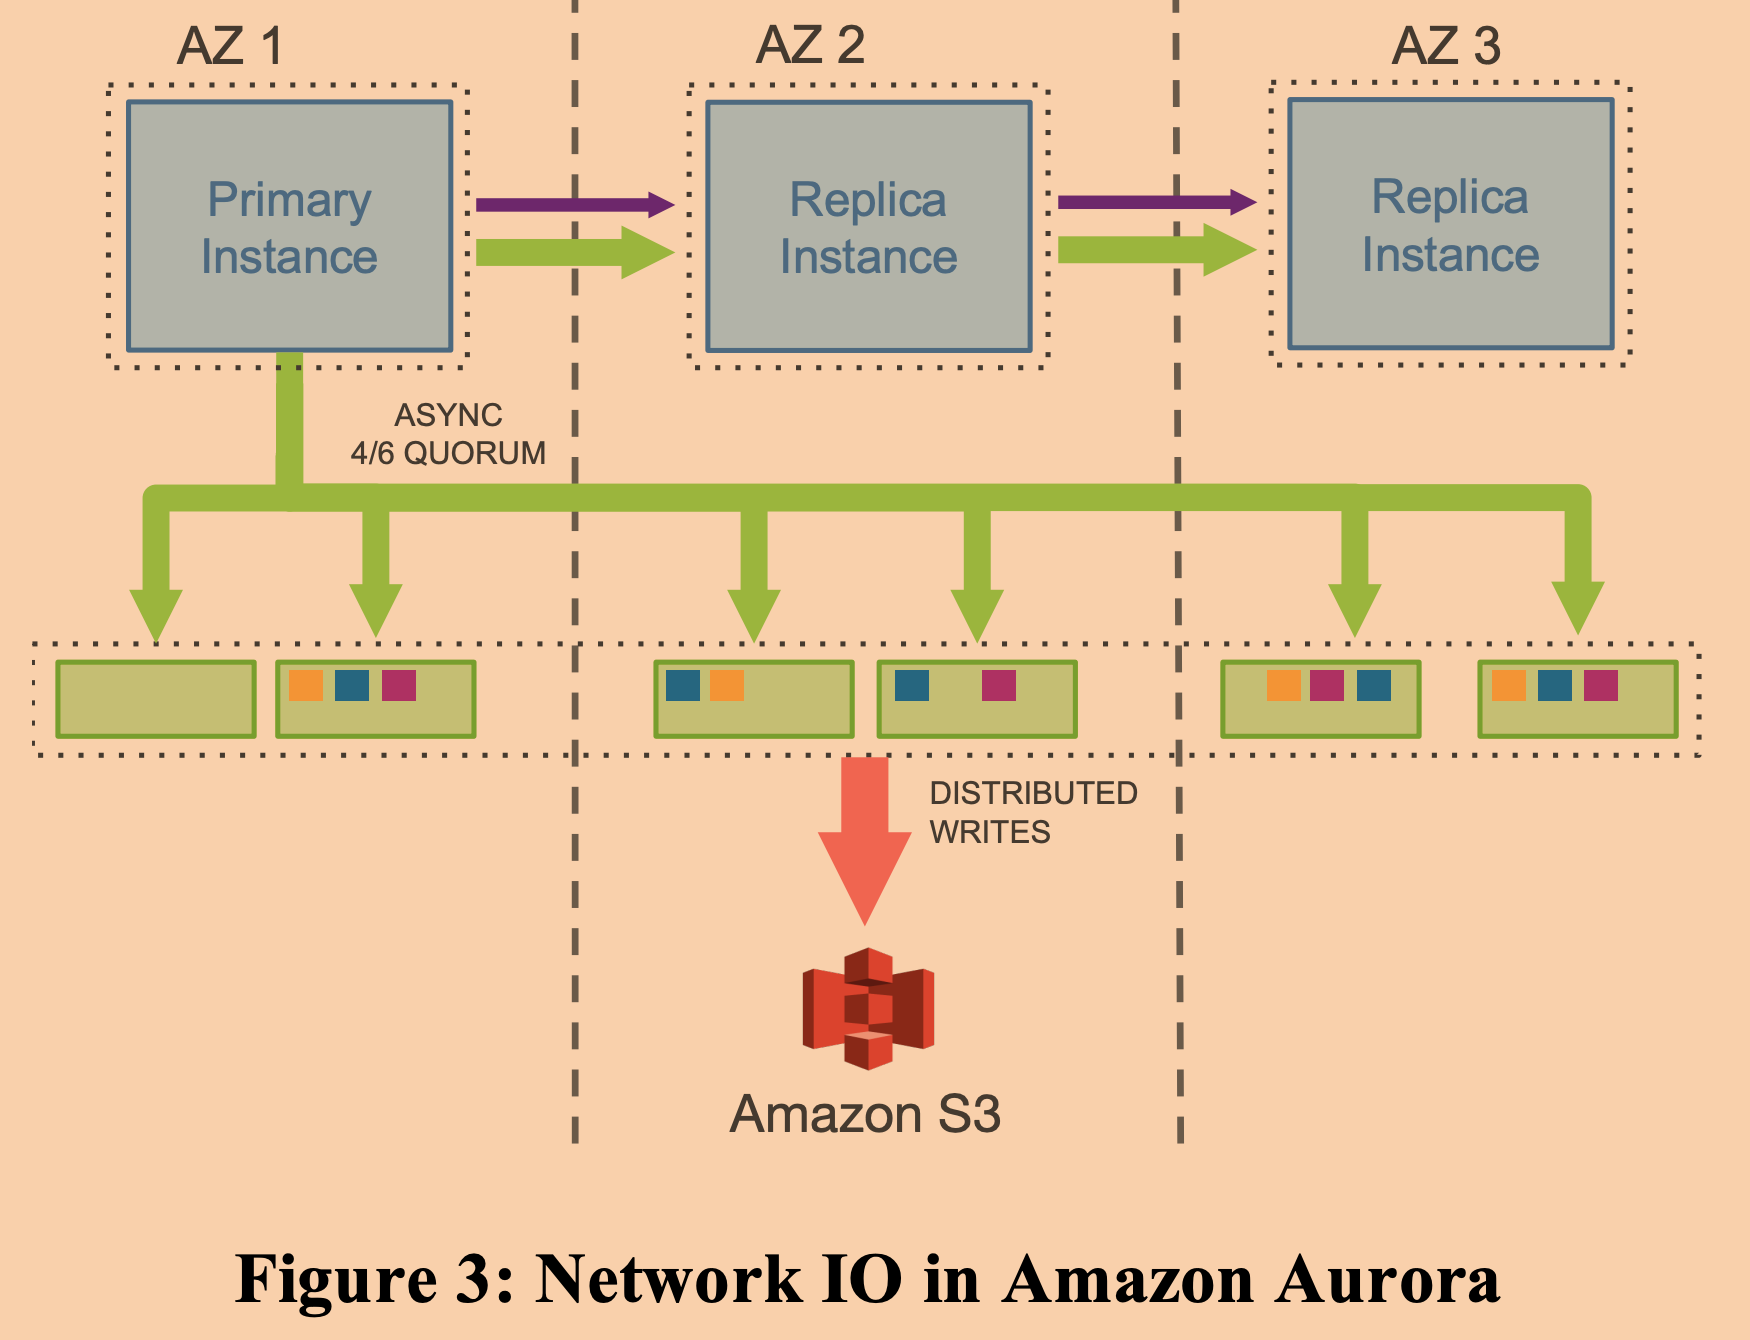 AZ 1
AZ 2
AZ 3
Primary
Instance
Replica
Instance
Replica
Instance
ASYNC
4/6 QUORUM
DISTRIBUTED
WRITES
Amazon S3
Figure 3: Network IO in Amazon Aurora